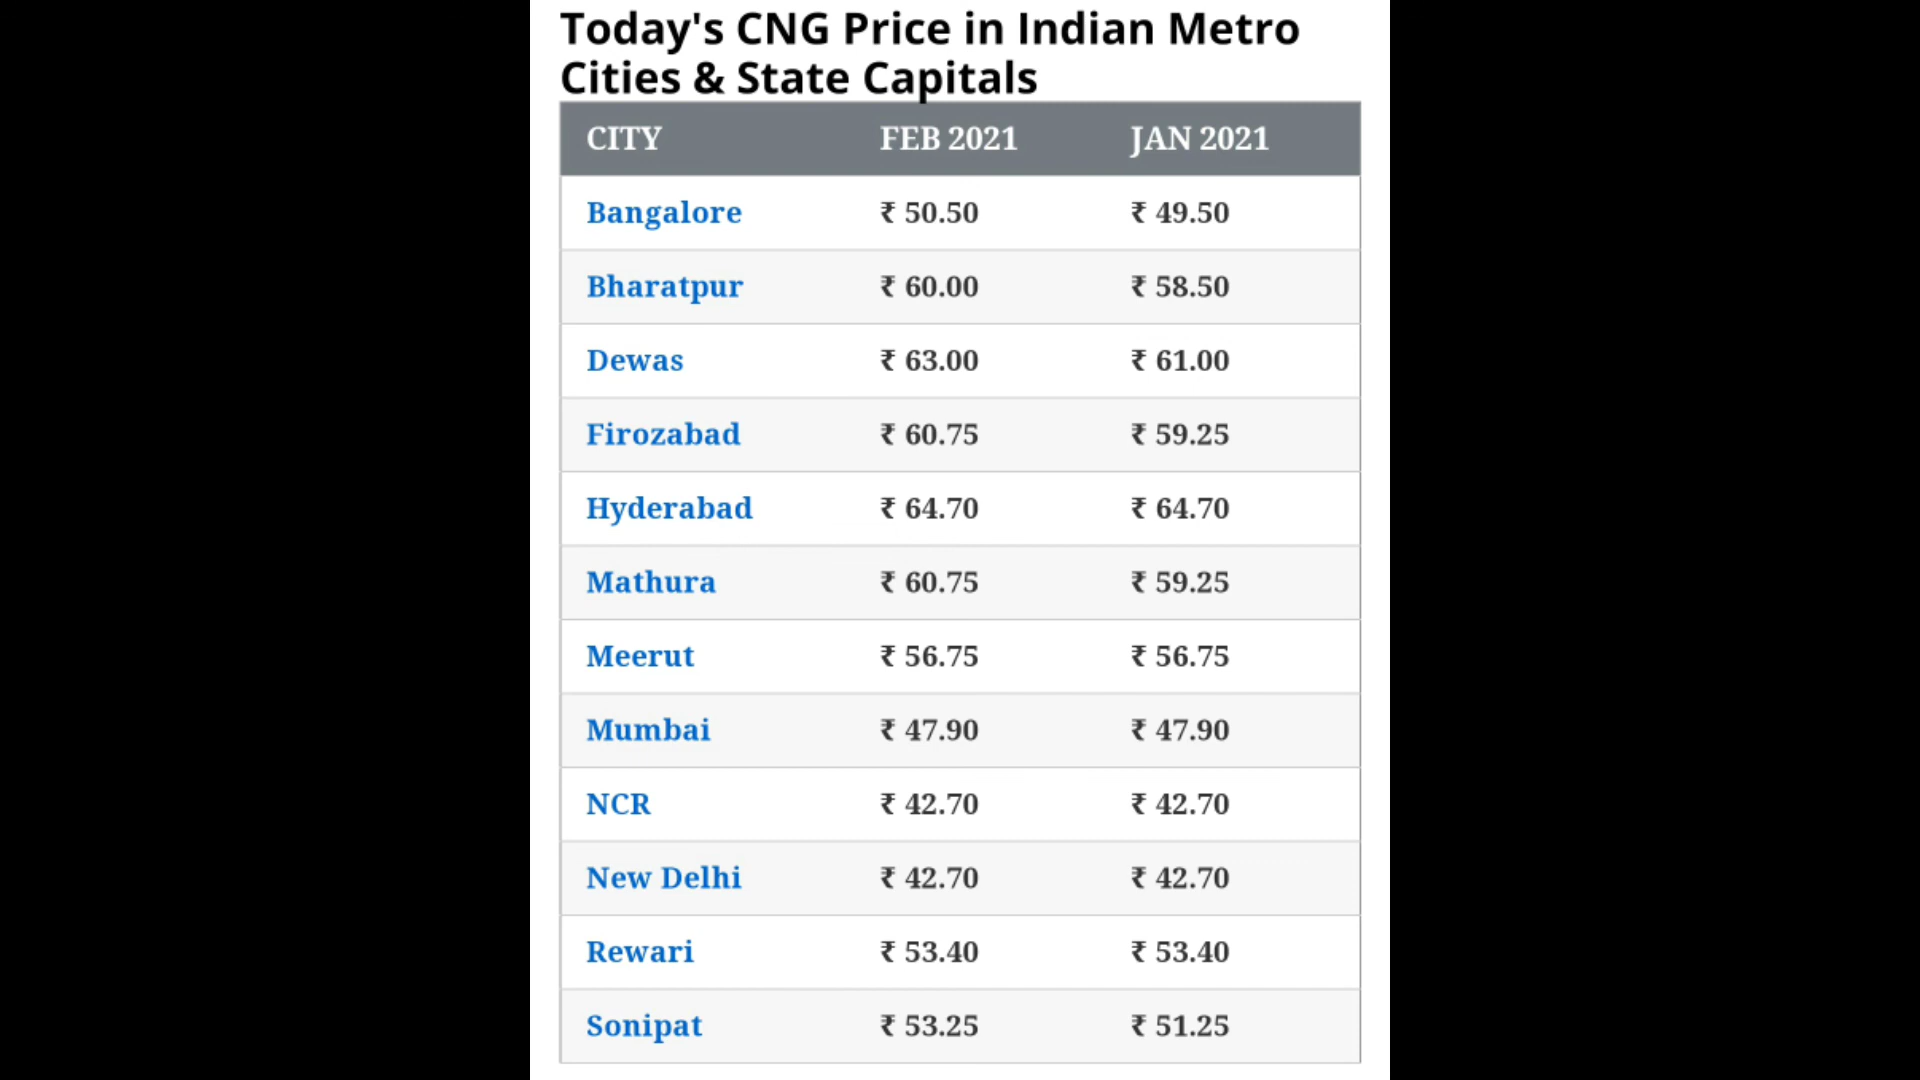 Today's CNG Price in Indian Metro
Cities & State Capitals
CITY FEB 2021 JAN 2021
Bangalore ₹ 50.50 ₹ 49.50
Bharatpur ₹ 60.00 ₹ 58.50
Dewas ₹ 63.00 ₹ 61.00
Firozabad ₹ 60.75 ₹ 59.25
Hyderabad ₹ 64.70 ₹ 64.70
Mathura ₹ 60.75 ₹ 59.25
Meerut ₹ 56.75 ₹ 56.75
Mumbai ₹ 47.90 ₹ 47.90
NCR ₹ 42.70 ₹ 42.70
New Delhi ₹ 42.70 ₹ 42.70
Rewari ₹ 53.40 ₹ 53.40
Sonipat ₹ 53.25 ₹ 51.25